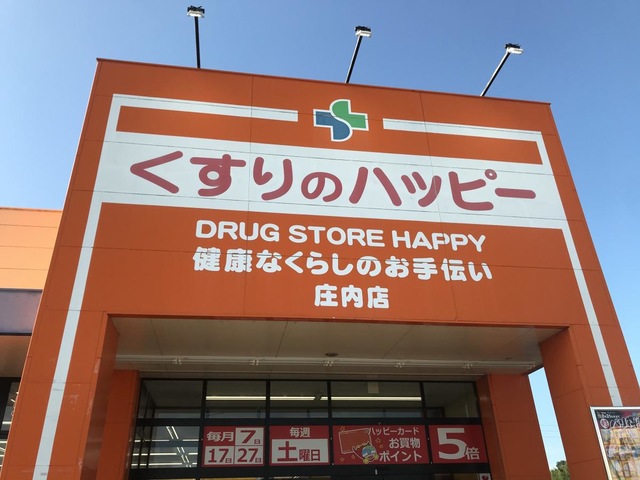 くすりのハッピー
DRUG STORE HAPPY
健康なくらしのお手伝い
庄内店
毎月 7日
17日 27日
毎週
土曜日
ハッピーカード
お買物
ポイント
5倍